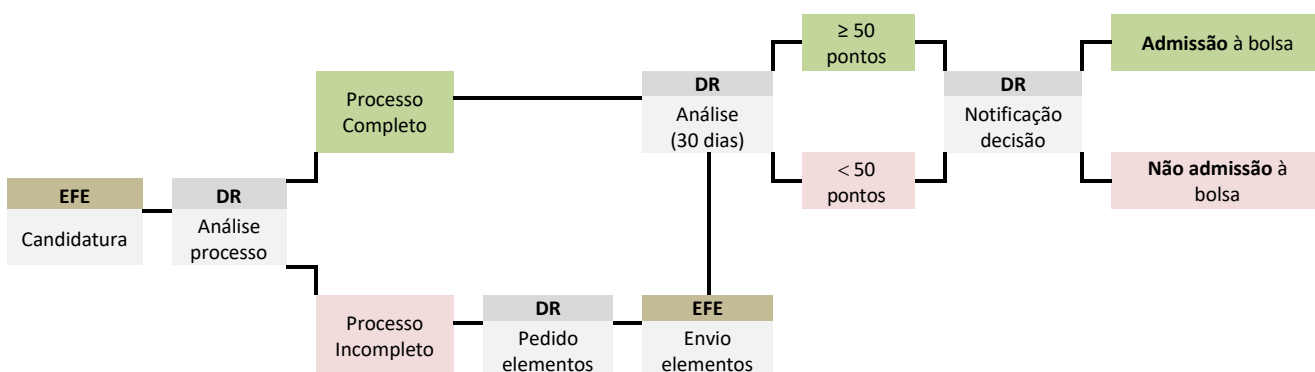 EFE
Candidatura
DR
Análise
processo
Processo
Completo
Processo
Incompleto
DR
Pedido
elementos
EFE
Envio
elementos
DR
Análise
(30 dias)
≥ 50
pontos
< 50
pontos
DR
Notificação
decisão
Admissão à bolsa
Não admissão à
bolsa